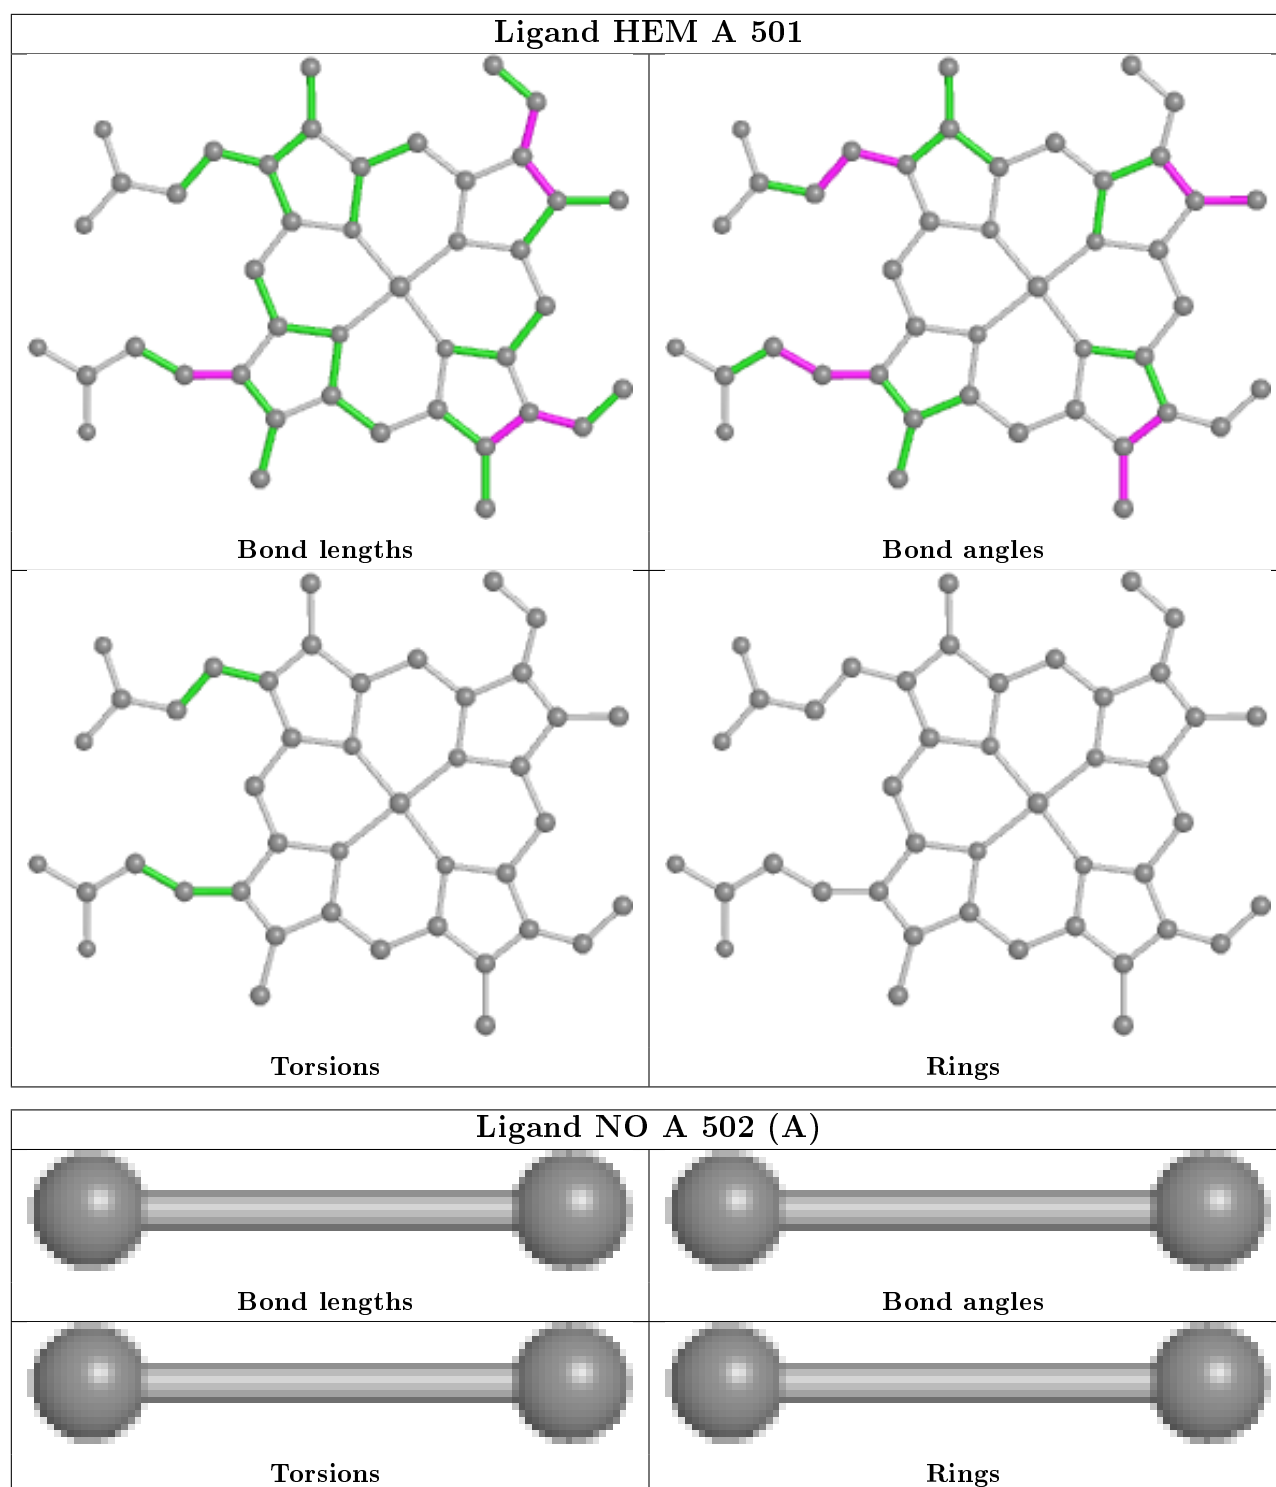 Ligand HEM A 501
Bond lengths
Bond angles
Torsions
Rings
Ligand NO A 502 (A)
Bond lengths
Bond angles
Torsions
Rings